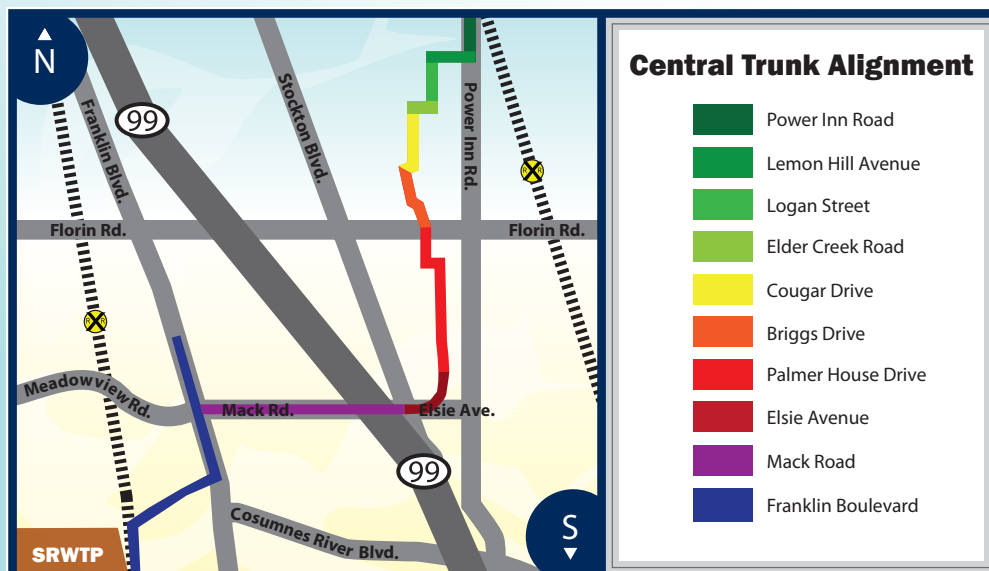 N
99
Franklin Blvd.
Stockton Blvd.
Power Inn Rd.
R R
Florin Rd.
Florin Rd.
R R
Meadowview Rd.
Mack Rd.
Elsie Ave.
99
Cosumnes River Blvd.
S
SRWTP
Central Trunk Alignment
Power Inn Road
Lemon Hill Avenue
Logan Street
Elder Creek Road
Cougar Drive
Briggs Drive
Palmer House Drive
Elsie Avenue
Mack Road
Franklin Boulevard